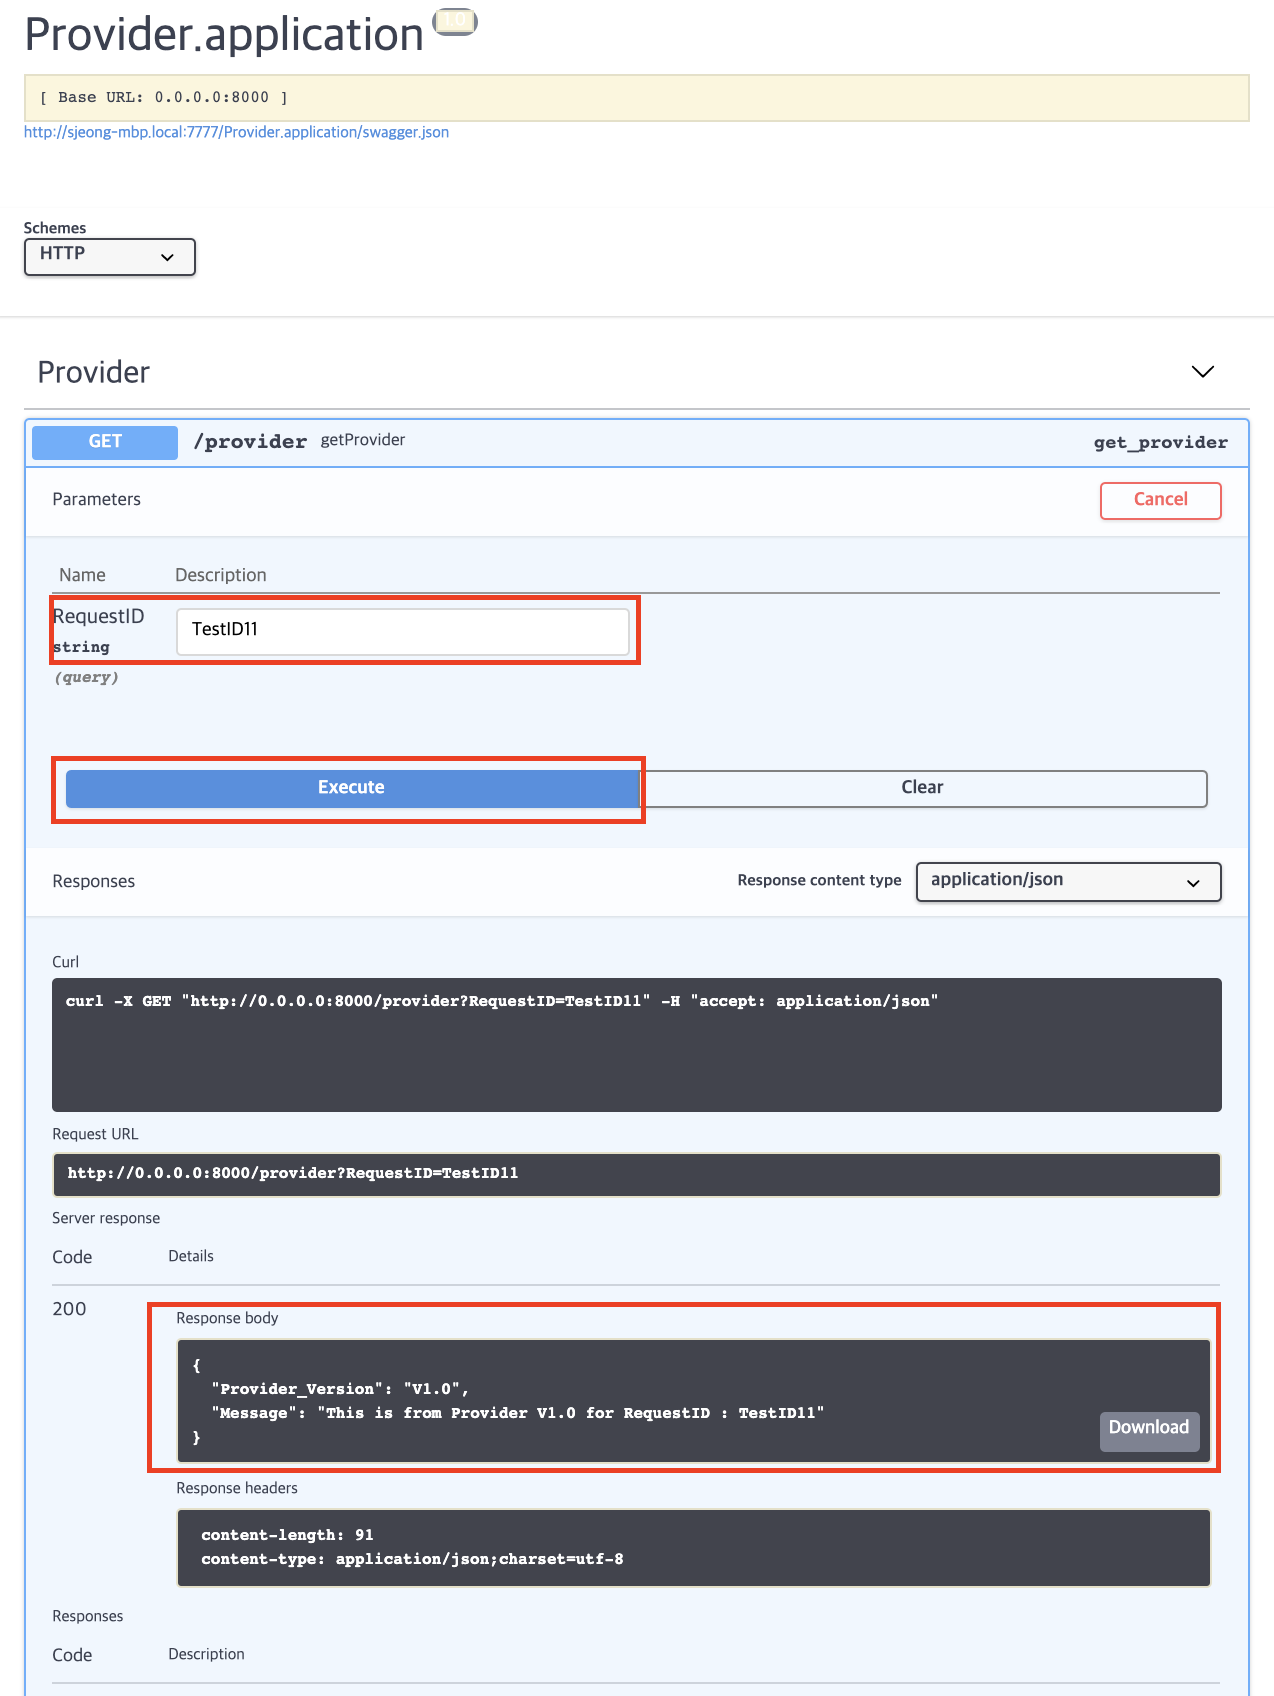 Provider.application 1.0
[ Base URL: 0.0.0.0:8000 ]
http://sjeong-mbp.local:7777/Provider.application/swagger.json
Schemes
HTTP
Provider
GET /provider getProvider get_provider
Parameters Cancel
Name Description
RequestID
TestID11
string
(query)
Execute Clear
Responses Response content type application/json
Curl
curl -X GET "http://0.0.0.0:8000/provider?RequestID=TestID11" -H "accept: application/json"
Request URL
http://0.0.0.0:8000/provider?RequestID=TestID11
Server response
Code Details
200
Response body
{
"Provider_Version": "V1.0",
"Message": "This is from Provider V1.0 for RequestID : TestID11"
}
Download
Response headers
content-length: 91
content-type: application/json;charset=utf-8
Responses
Code Description